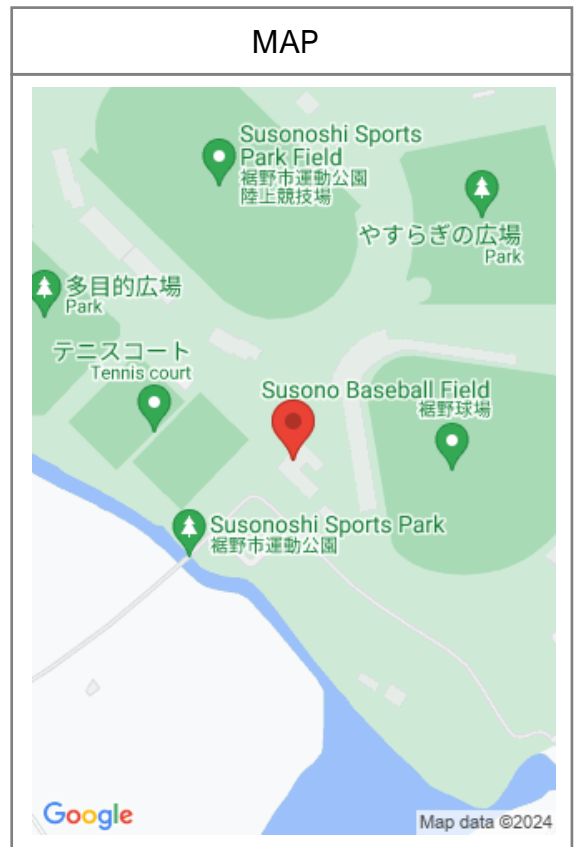 MAP
Susonoshi Sports
Park Field
裾野市運動公園
陸上競技場
やすらぎの広場
Park
多目的広場
Park
テニスコート
Tennis court
Susono Baseball Field
裾野球場
Susonoshi Sports Park
裾野市運動公園
Google
Map data ©2024